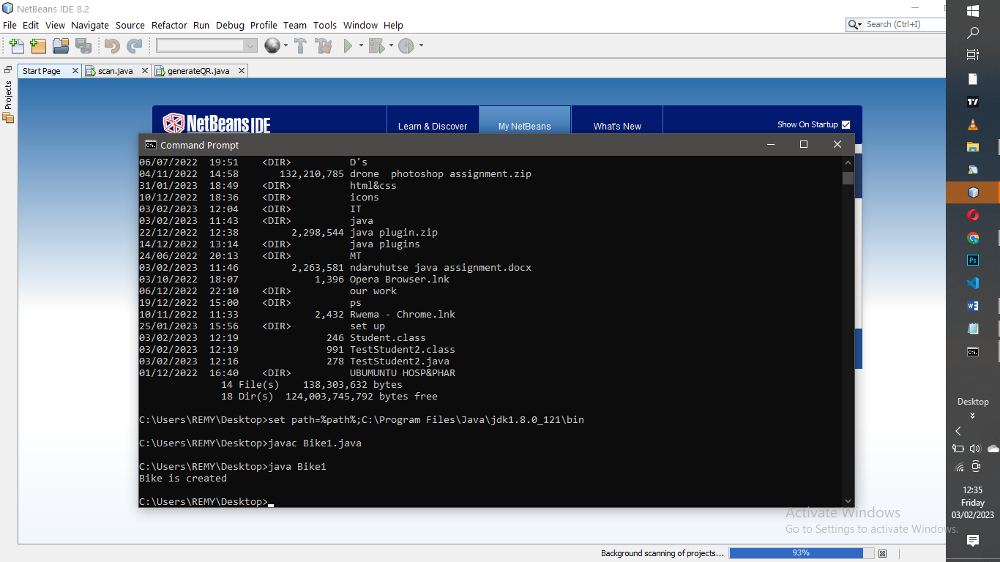 NetBeans IDE 8.2
File Edit View Navigate Source Refactor Run Debug Profile Team Tools Window Help
Search (Ctrl+I)
Start Page scan.java generateQR.java
Projects
NetBeans IDE Learn & Discover My NetBeans What's New Show On Startup
Command Prompt
06/07/2022 19:51 <DIR> D's
04/11/2022 14:58 132,210,785 drone photoshop assignment.zip
31/01/2023 18:49 <DIR> html&css
10/12/2022 18:36 <DIR> icons
03/02/2023 12:04 <DIR> IT
03/02/2023 11:43 <DIR> java
22/12/2022 12:38 2,298,544 java plugin.zip
14/12/2022 13:14 <DIR> java plugins
24/06/2022 20:13 <DIR> MT
03/02/2023 11:46 2,263,581 ndaruhutse java assignment.docx
03/10/2022 18:07 1,396 Opera Browser.lnk
06/12/2022 22:10 <DIR> our work
19/12/2022 15:00 <DIR> ps
10/11/2022 11:33 2,432 Rwema - Chrome.lnk
25/01/2023 15:56 <DIR> set up
03/02/2023 12:19 246 Student.class
03/02/2023 12:19 991 TestStudent2.class
03/02/2023 12:16 278 TestStudent2.java
01/12/2022 16:40 <DIR> UBUMUNTU HOSP&PHAR
14 File(s) 138,303,632 bytes
18 Dir(s) 124,003,745,792 bytes free
C:\Users\REMY\Desktop>set path=%path%;C:\Program Files\Java\jdk1.8.0_121\bin
C:\Users\REMY\Desktop>javac Bike1.java
C:\Users\REMY\Desktop>java Bike1
Bike is created
C:\Users\REMY\Desktop>
Activate Windows
Go to Settings to activate Windows.
Background scanning of projects... 93%
Ps
Desktop
12:35
Friday
03/02/2023